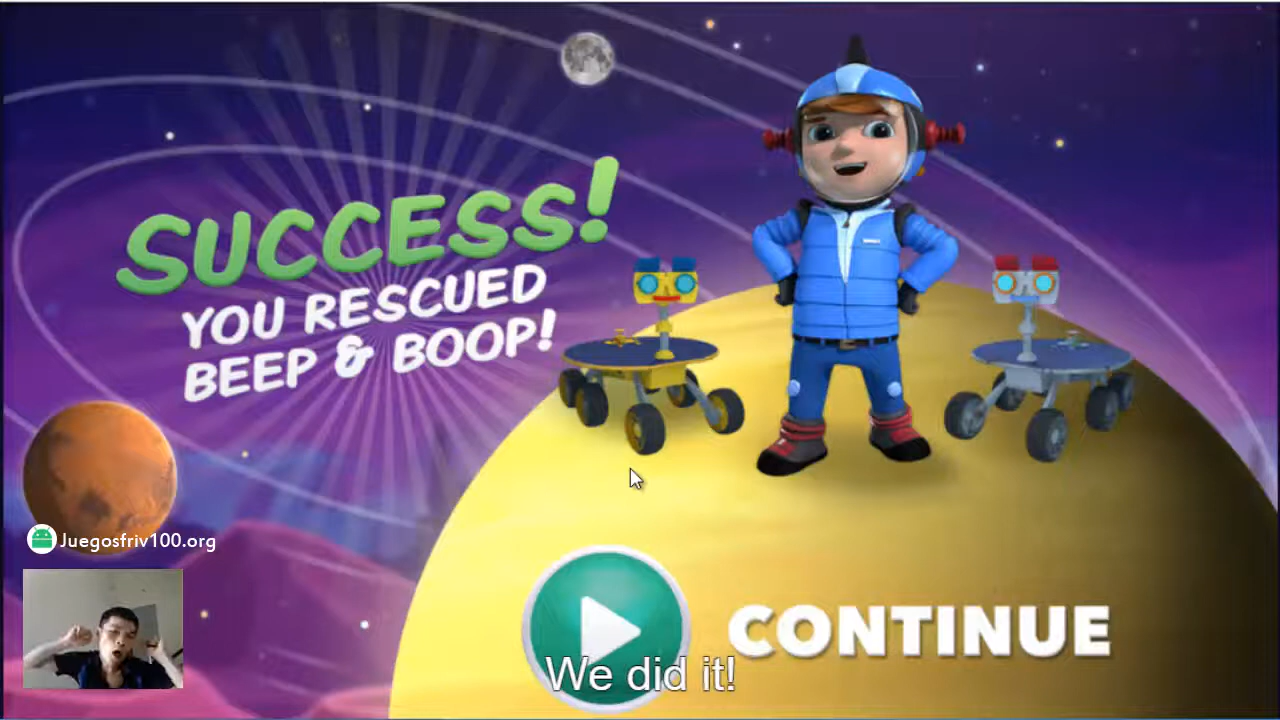 SUCCESS!
YOU RESCUED
BEEP & BOOP!
Juegosfriv100.org
CONTINUE
We did it!